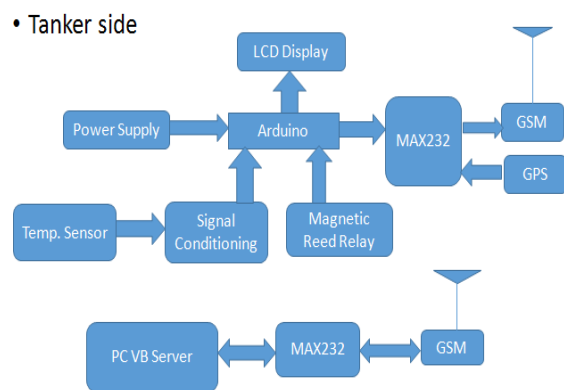 • Tanker side
LCD Display
Power Supply
Arduino
MAX232
GSM
GPS
Temp. Sensor
Signal
Conditioning
Magnetic
Reed Relay
PC VB Server
MAX232
GSM